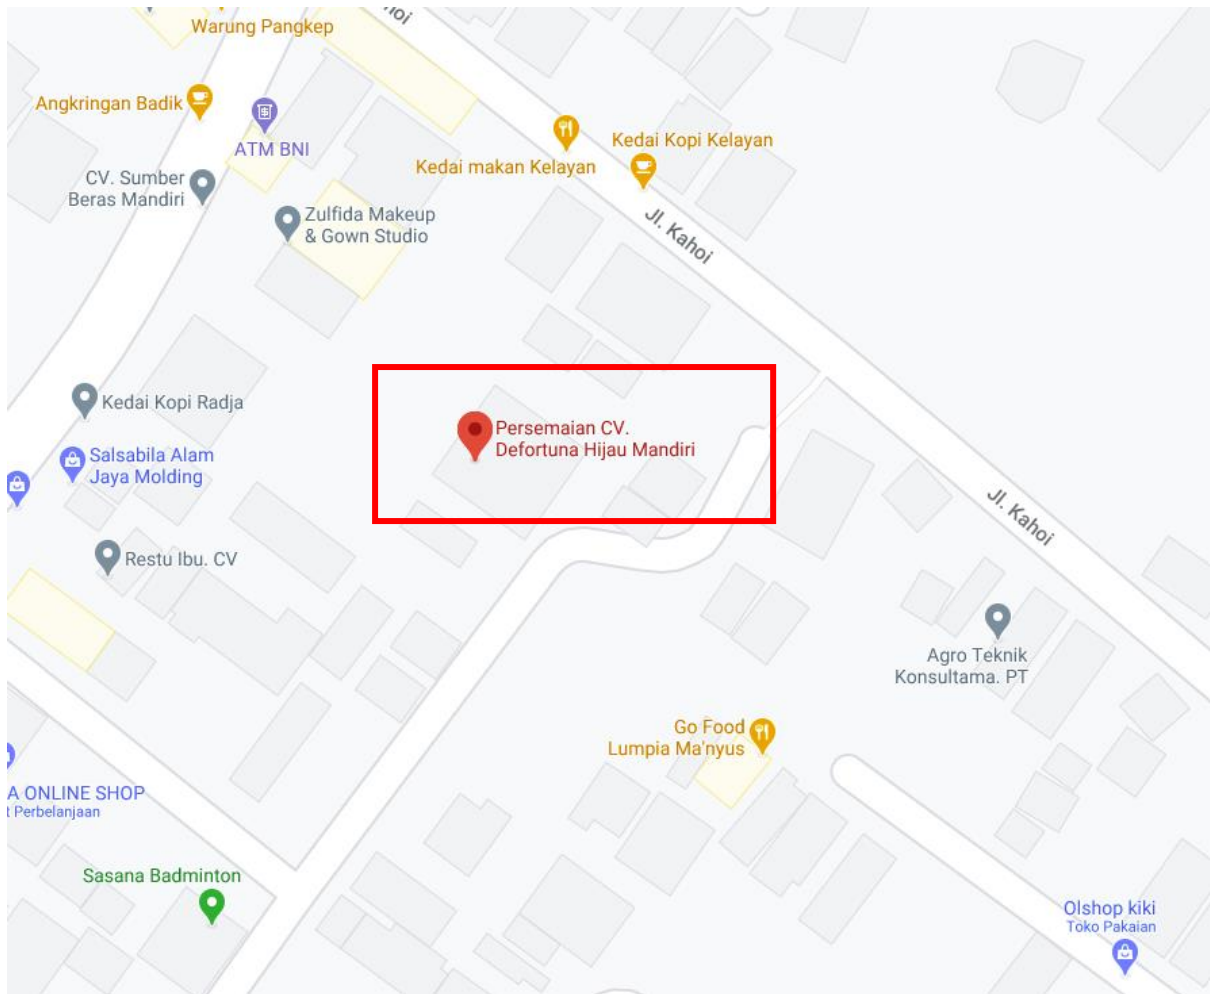 Warung Pangkep
Angkringan Badik
ATM BNI
Kedai Kopi Kelayan
Kedai makan Kelayan
CV. Sumber
Beras Mandiri
Zulfida Makeup
& Gown Studio
Jl. Kahoi
Kedai Kopi Radja
Persemaian CV.
Defortuna Hijau Mandiri
Salsabila Alam
Jaya Molding
Jl. Kahoi
Restu Ibu. CV
Agro Teknik
Konsultama. PT
Go Food
Lumpia Ma'nyus
A ONLINE SHOP
t Perbelanjaan
Sasana Badminton
Olshop kiki
Toko Pakaian